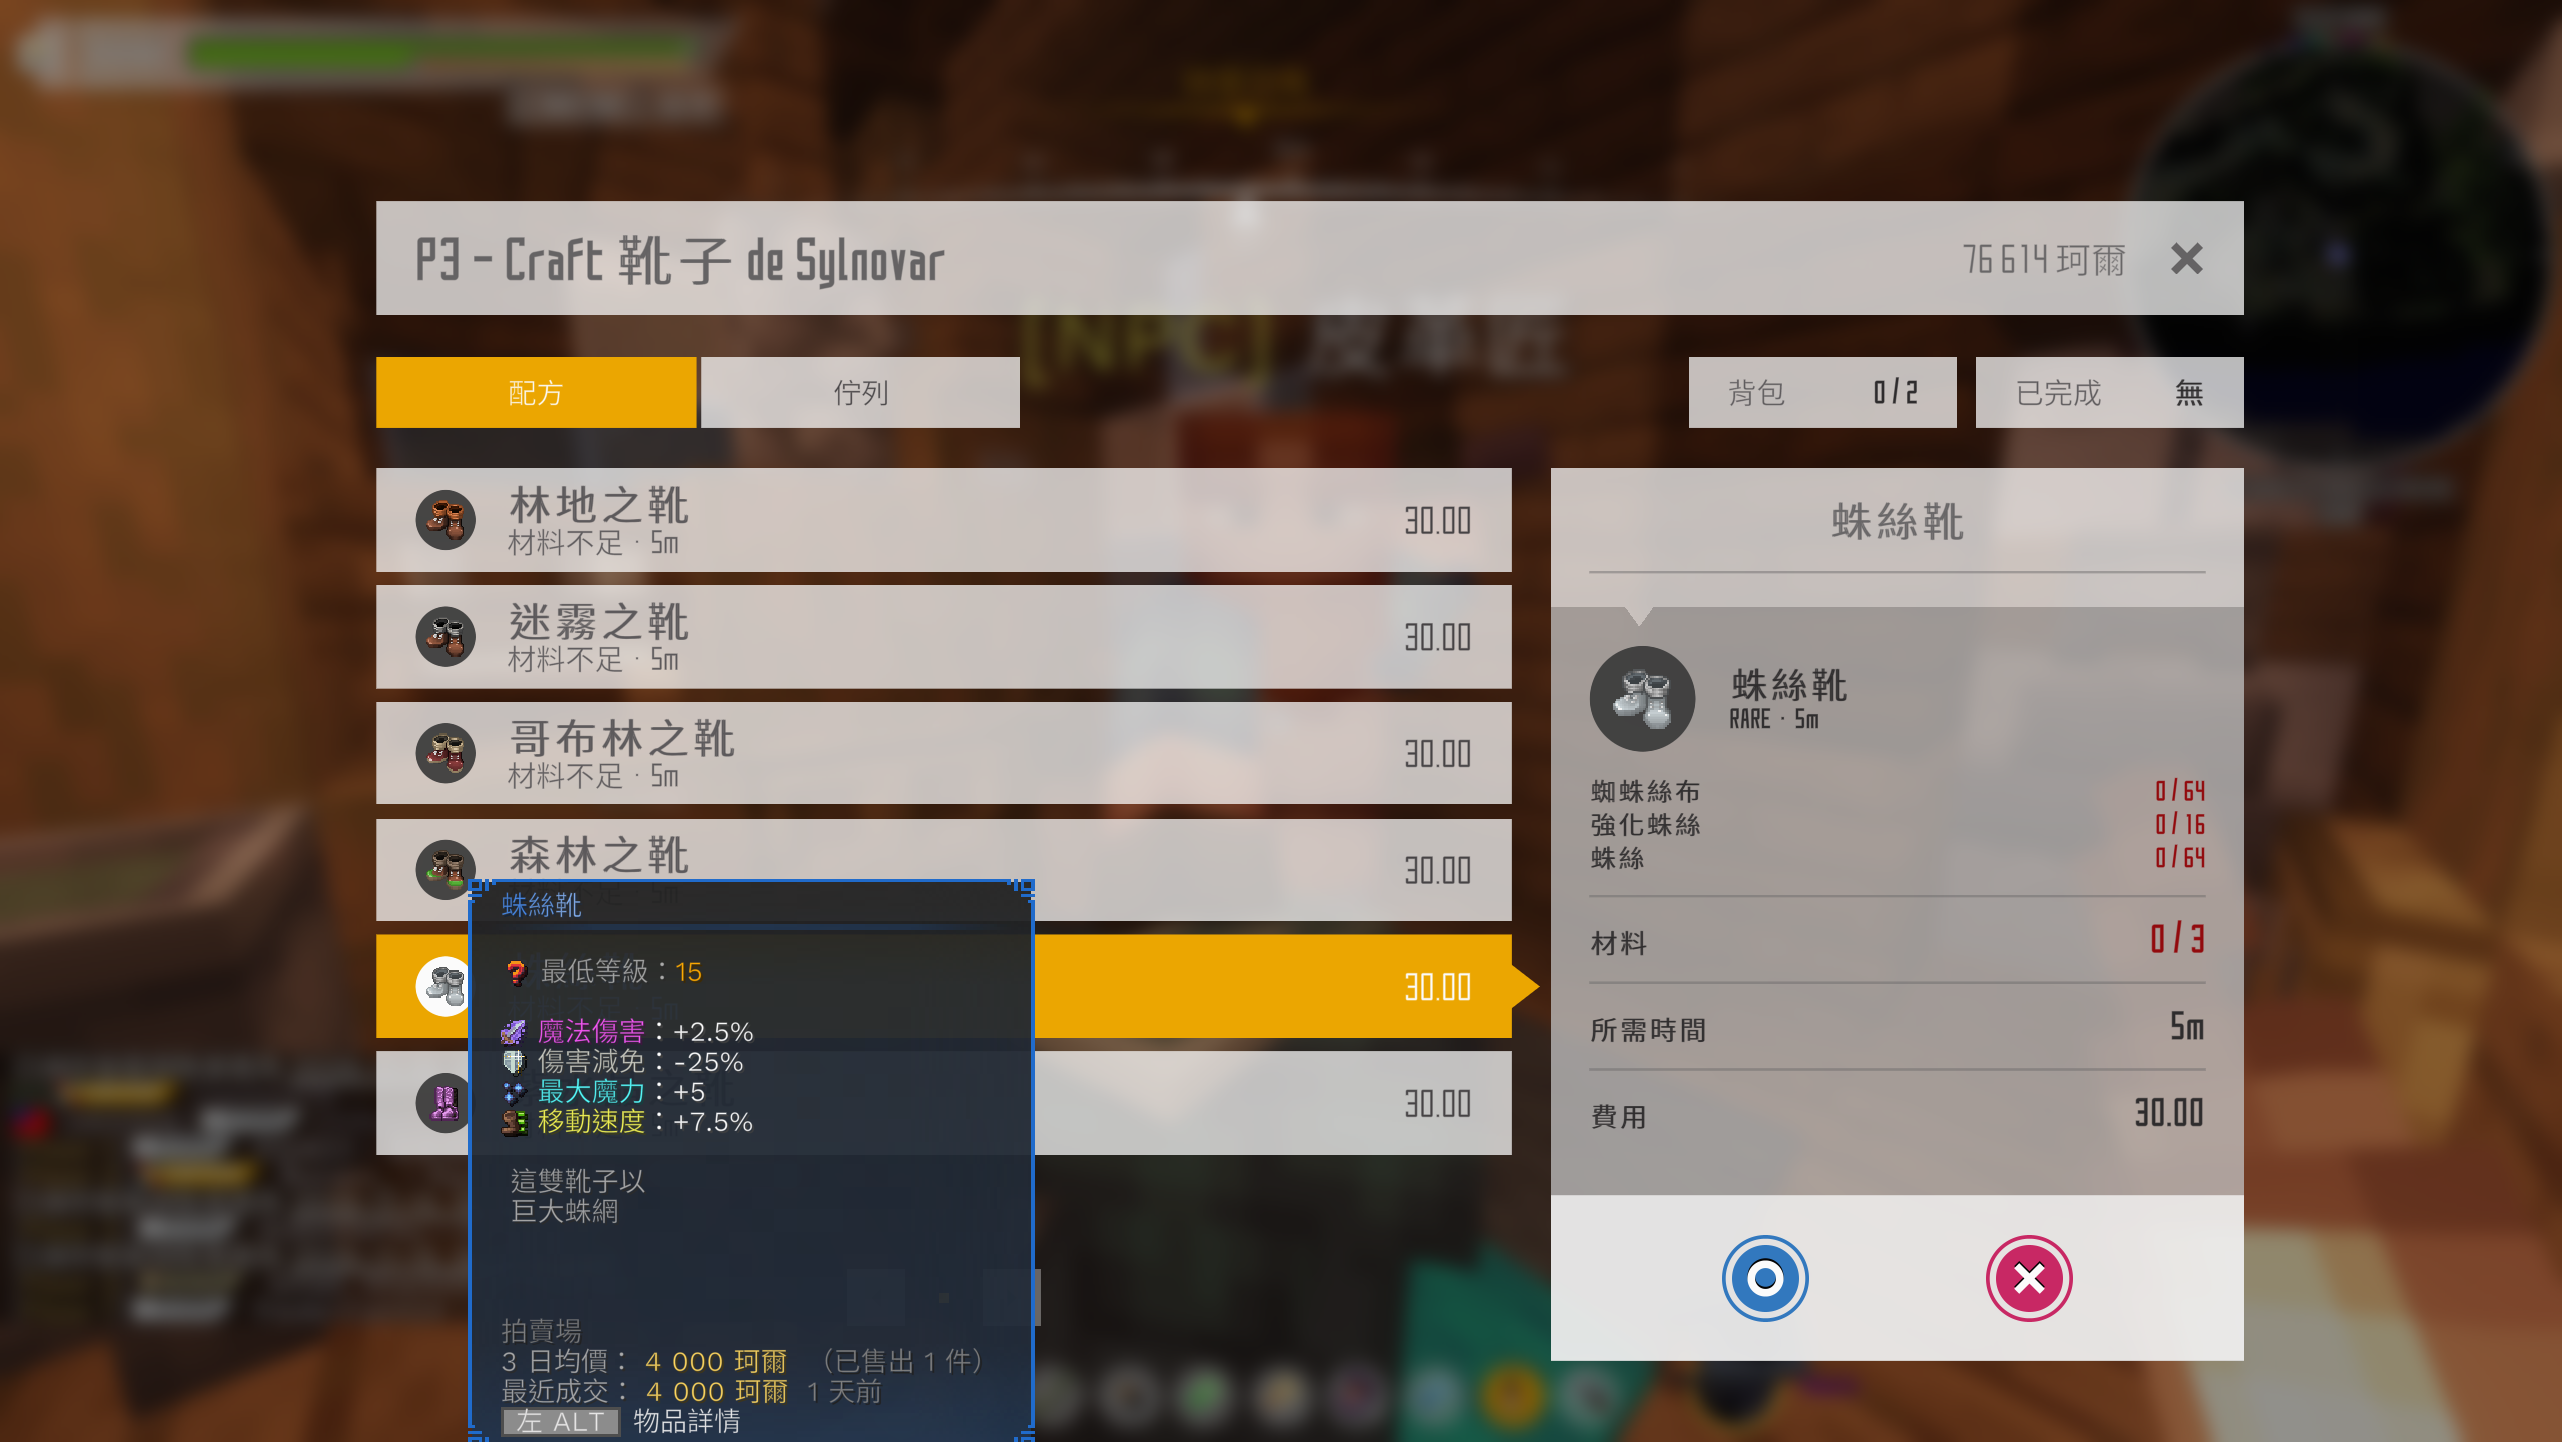 P3 - Craft 靴子 de Sylnovar
76 614 珂爾
[NPC] 皮革匠
配方
佇列
背包 0/2
已完成 無
林地之靴
材料不足 · 5m
30.00
迷霧之靴
材料不足 · 5m
30.00
哥布林之靴
材料不足 · 5m
30.00
森林之靴
30.00
30.00
30.00
蛛絲靴
最低等級：15
魔法傷害：+2.5%
傷害減免：-25%
最大魔力：+5
移動速度：+7.5%
這雙靴子以
巨大蛛網
拍賣場
3 日均價： 4 000 珂爾 （已售出 1 件）
最近成交： 4 000 珂爾 1 天前
左 ALT 物品詳情
蛛絲靴
蛛絲靴
RARE · 5m
蜘蛛絲布 0/64
強化蛛絲 0/16
蛛絲 0/64
材料 0/3
所需時間 5m
費用 30.00